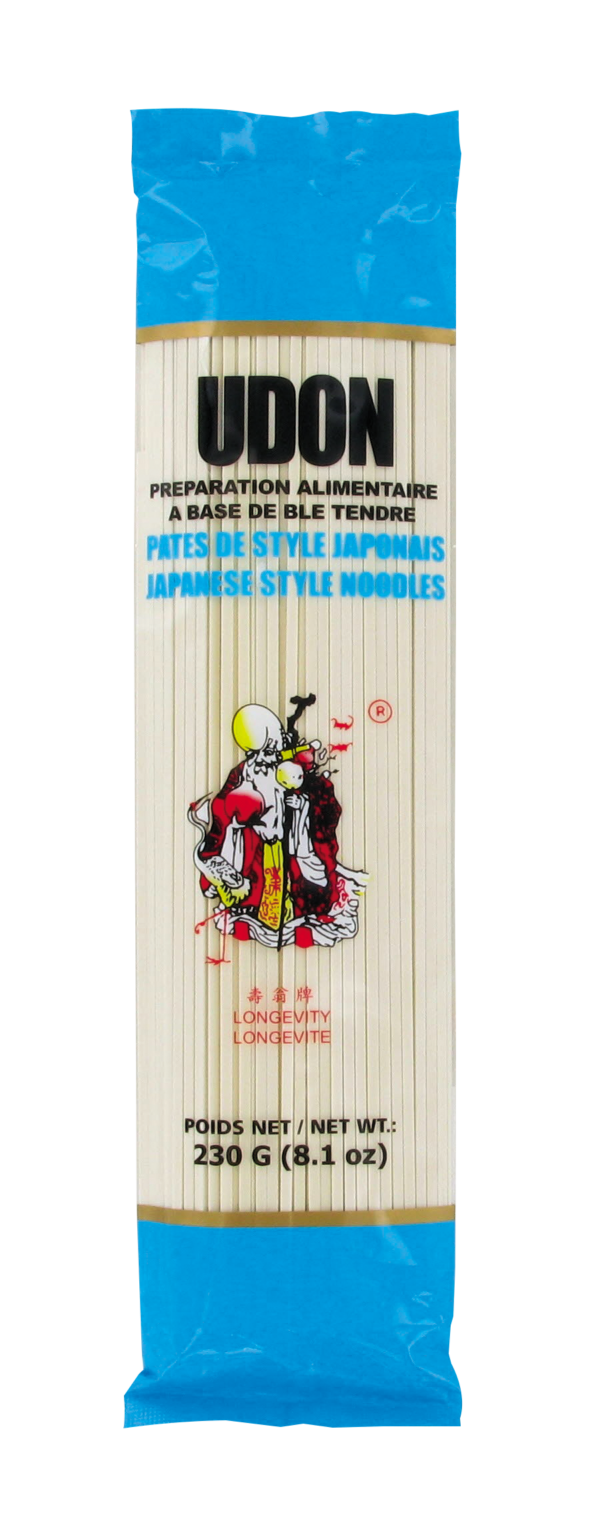 UDON
PREPARATION ALIMENTAIRE
A BASE DE BLE TENDRE
PATES DE STYLE JAPONAIS
JAPANESE STYLE NOODLES
®
壽翁牌
LONGEVITY
LONGEVITE
POIDS NET / NET WT.:
230 G (8.1 oz)